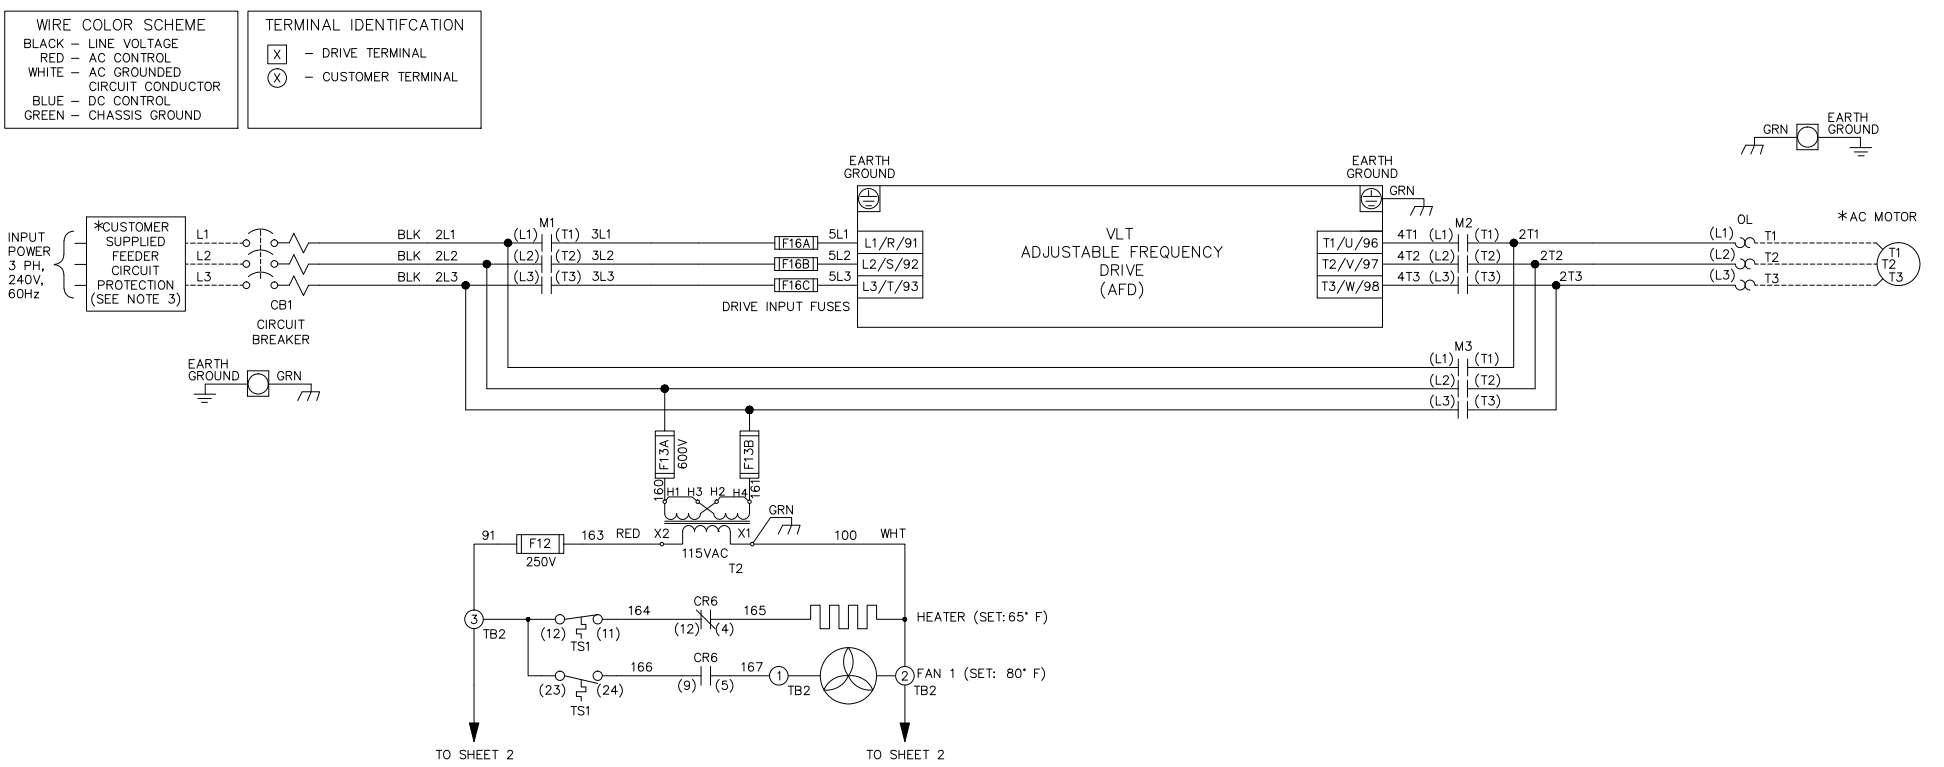 WIRE COLOR SCHEME
BLACK – LINE VOLTAGE
RED – AC CONTROL
WHITE – AC GROUNDED
CIRCUIT CONDUCTOR
BLUE – DC CONTROL
GREEN – CHASSIS GROUND
TERMINAL IDENTIFCATION
X – DRIVE TERMINAL
X – CUSTOMER TERMINAL
INPUT
POWER
3 PH,
240V,
60Hz
*CUSTOMER
SUPPLIED
FEEDER
CIRCUIT
PROTECTION
(SEE NOTE 3)
L1
L2
L3
CB1
CIRCUIT
BREAKER
EARTH
GROUND
GRN
BLK 2L1
BLK 2L2
BLK 2L3
M1
(L1) (T1) 3L1
(L2) (T2) 3L2
(L3) (T3) 3L3
F16A
F16B
F16C
DRIVE INPUT FUSES
5L1
5L2
5L3
EARTH
GROUND
L1/R/91
L2/S/92
L3/T/93
VLT
ADJUSTABLE FREQUENCY
DRIVE
(AFD)
EARTH
GROUND
GRN
T1/U/96
T2/V/97
T3/W/98
4T1
4T2
4T3
M2
(L1) (T1) 2T1
(L2) (T2) 2T2
(L3) (T3) 2T3
M3
(L1) (T1)
(L2) (T2)
(L3) (T3)
GRN
EARTH
GROUND
OL
(L1) T1
(L2) T2
(L3) T3
*AC MOTOR
T1
T2
T3
F13A
600V
F13B
160
161
H1 H3 H2 H4
GRN
91
F12
250V
163 RED X2
X1
115VAC
T2
100 WHT
3
TB2
(12) (11)
TS1
164
CR6
(12) (4)
165
HEATER (SET:65° F)
(23) (24)
TS1
166
CR6
(9) (5)
167
1
TB2
2
TB2
FAN 1 (SET: 80° F)
TO SHEET 2
TO SHEET 2